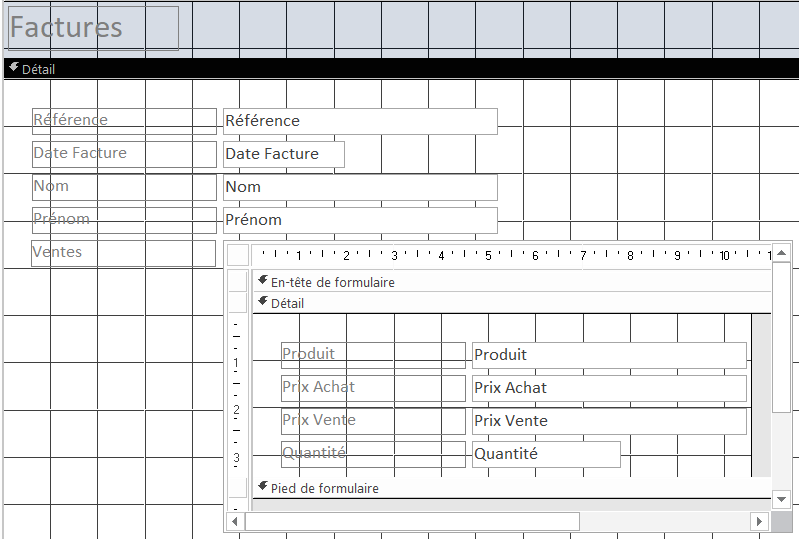 Factures
Détail
Référence Référence
Date Facture Date Facture
Nom Nom
Prénom Prénom
Ventes
1 2 3 4 5 6 7 8 9 10
En-tête de formulaire
Détail
Produit Produit
1
Prix Achat Prix Achat
2
Prix Vente Prix Vente
Quantité Quantité
3
Pied de formulaire